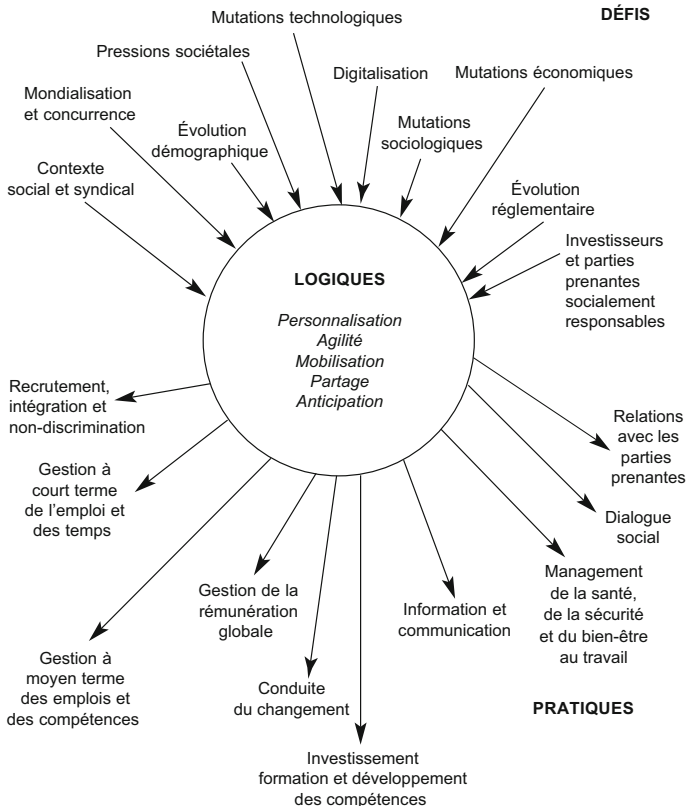 DÉFIS
Mutations technologiques
Pressions sociétales
Digitalisation
Mutations économiques
Mondialisation
et concurrence
Évolution
démographique
Mutations
sociologiques
Contexte
social et syndical
Évolution
réglementaire
Investisseurs
et parties
prenantes
socialement
responsables
LOGIQUES
Personnalisation
Agilité
Mobilisation
Partage
Anticipation
Recrutement,
intégration et
non-discrimination
Gestion à
court terme
de l’emploi et
des temps
Gestion à
moyen terme
des emplois et
des compétences
Gestion de la
rémunération
globale
Conduite
du changement
Investissement
formation et développement
des compétences
Information et
communication
Management
de la santé,
de la sécurité
et du bien-être
au travail
Dialogue
social
Relations
avec les
parties
prenantes
PRATIQUES